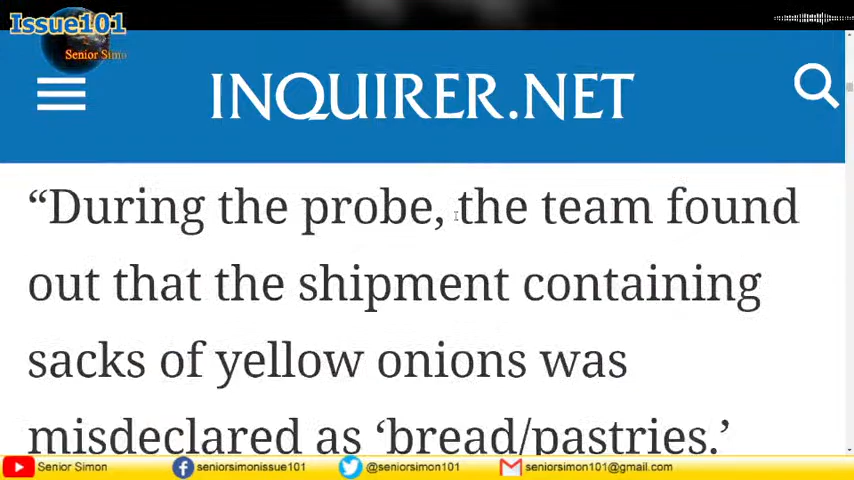 Issue101
Senior Simo
INQUIRER.NET
“During the probe, the team found
out that the shipment containing
sacks of yellow onions was
misdeclared as ‘bread/pastries.’
Senior Simon
seniorsimonissue101
@seniorsimon101
seniorsimon101@gmail.com